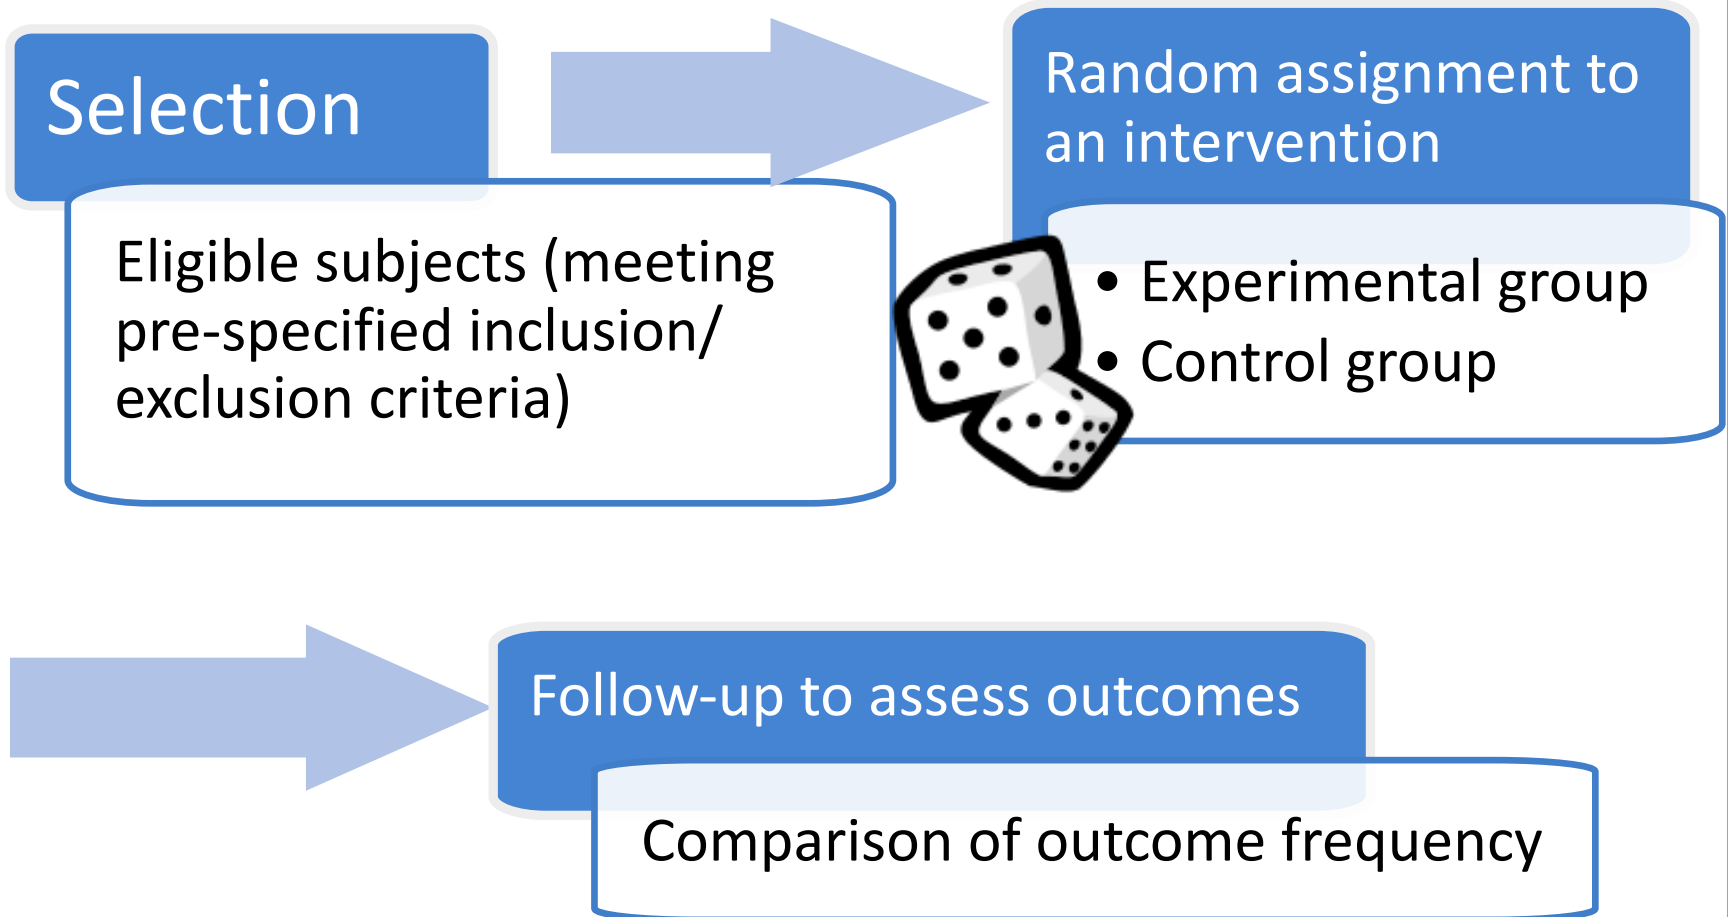 Selection
Eligible subjects (meeting
pre-specified inclusion/
exclusion criteria)
Random assignment to
an intervention
• Experimental group
• Control group
Follow-up to assess outcomes
Comparison of outcome frequency